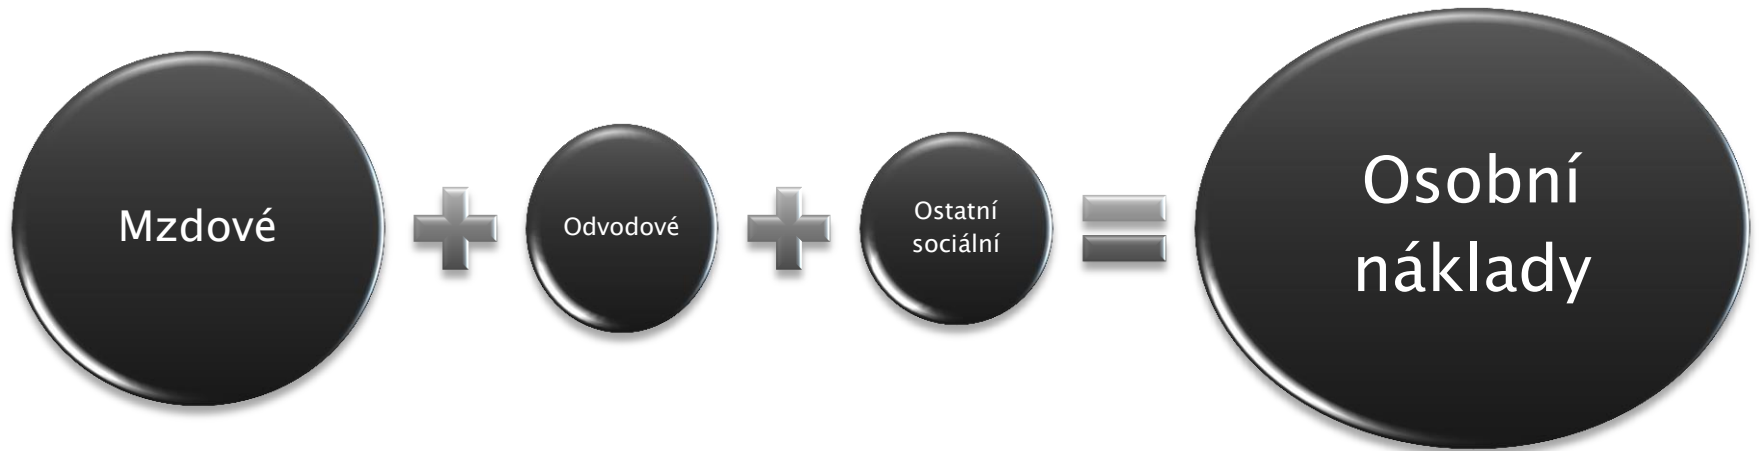 Mzdové
Odvodové
Ostatní
sociální
Osobní
náklady